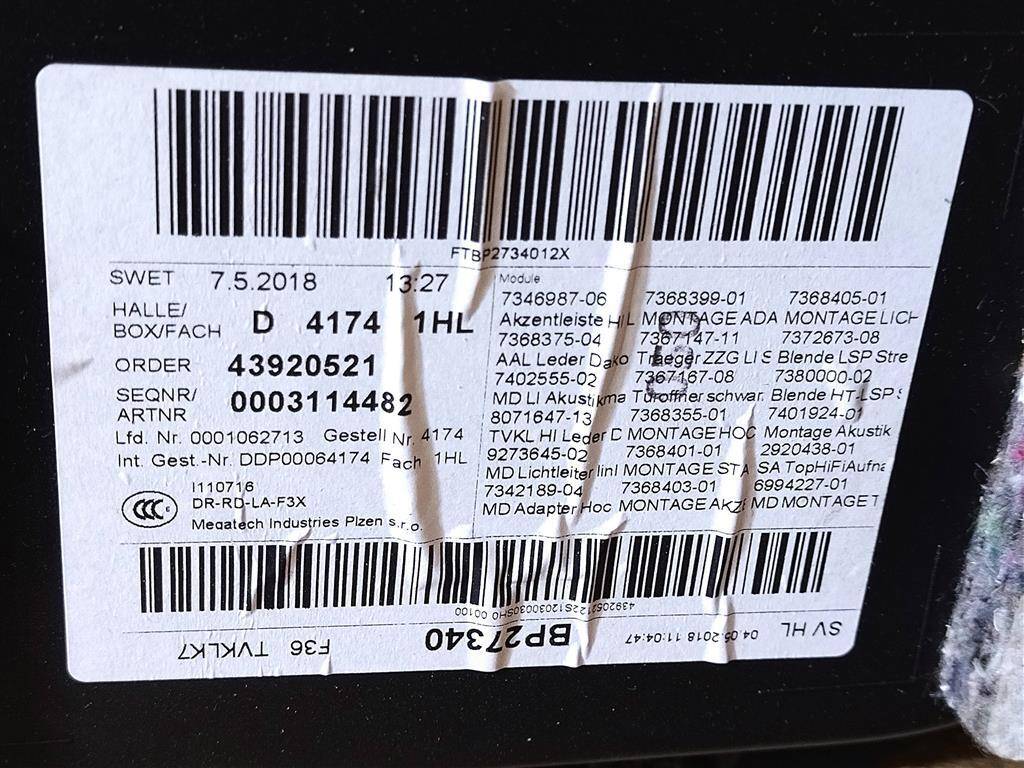 FTBP2734012X
SWET 7.5.2018 13:27
HALLE/
BOX/FACH D 4174 1HL
ORDER 43920521
SEQNR/
ARTNR 0003114482
Lfd. Nr. 0001062713 Gestell Nr. 4174
Int. Gest.-Nr. DDP00064174 Fach 1HL
CCC
I110716
DR-RD-LA-F3X
Megatech Industries Plzen s.r.o.
Module
7346987-06 7368399-01 7368405-01
Akzentleiste HI L MONTAGE ADA MONTAGE LICH
7368375-04 7367147-11 7372673-08
AAL Leder Dako Traeger ZZG LI S Blende LSP Stre
7402555-02 7367167-08 7380000-02
MD LI Akustikma Türöffner schwar. Blende HT-LSP
8071647-13 7368355-01 7401924-01
TVKL HI Leder D MONTAGE HOC Montage Akustik
9273645-02 7368401-01 2920438-01
MD Lichtleiter linl MONTAGE STA SA TopHiFiAufna
7342189-04 7368403-01 6994227-01
MD Adapter Hoc MONTAGE AKZ MD MONTAGE T
SV HL 04.05.2018 11:04:47 BP27340 F36 TVKLK7